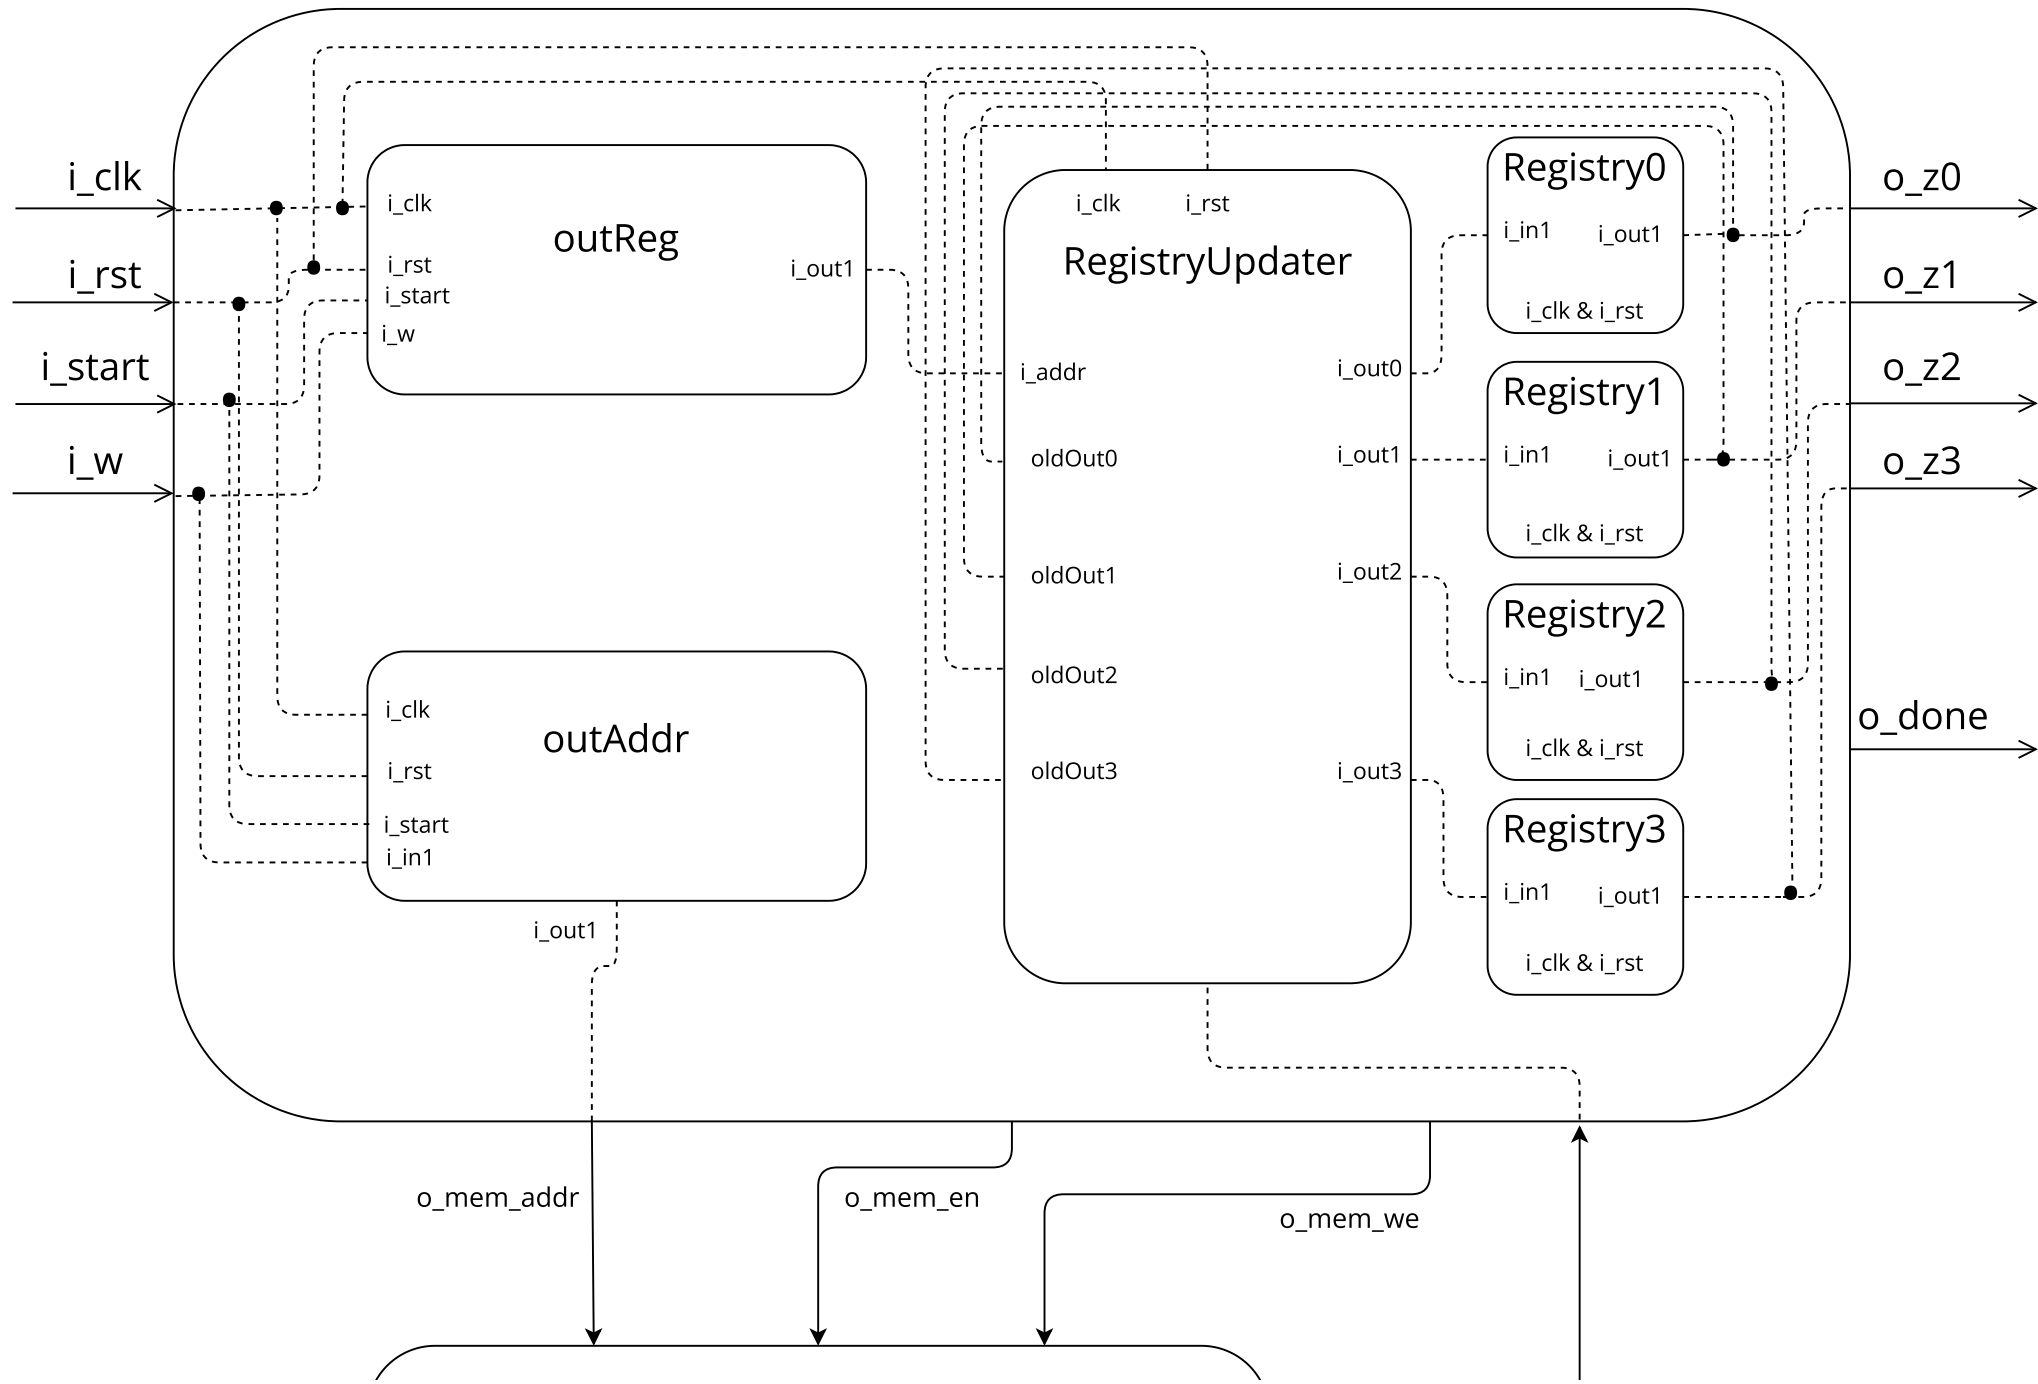 i_clk
i_rst
i_start
i_w
outReg
i_clk
i_rst
i_start
i_w
i_out1
outAddr
i_clk
i_rst
i_start
i_in1
i_out1
RegistryUpdater
i_clk
i_rst
i_addr
oldOut0
oldOut1
oldOut2
oldOut3
i_out0
i_out1
i_out2
i_out3
Registry0
i_in1
i_out1
i_clk & i_rst
Registry1
i_in1
i_out1
i_clk & i_rst
Registry2
i_in1
i_out1
i_clk & i_rst
Registry3
i_in1
i_out1
i_clk & i_rst
o_z0
o_z1
o_z2
o_z3
o_done
o_mem_addr
o_mem_en
o_mem_we